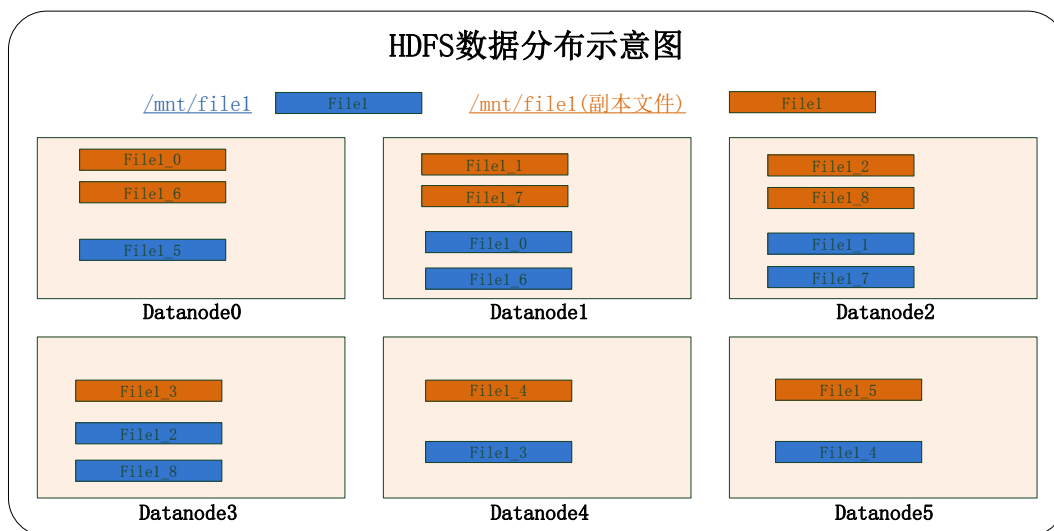 HDFS数据分布示意图
/mnt/file1
File1
/mnt/file1(副本文件)
File1
File1_0
File1_6
File1_5
Datanode0
File1_1
File1_7
File1_0
File1_6
Datanode1
File1_2
File1_8
File1_1
File1_7
Datanode2
File1_3
File1_2
File1_8
Datanode3
File1_4
File1_3
Datanode4
File1_5
File1_4
Datanode5